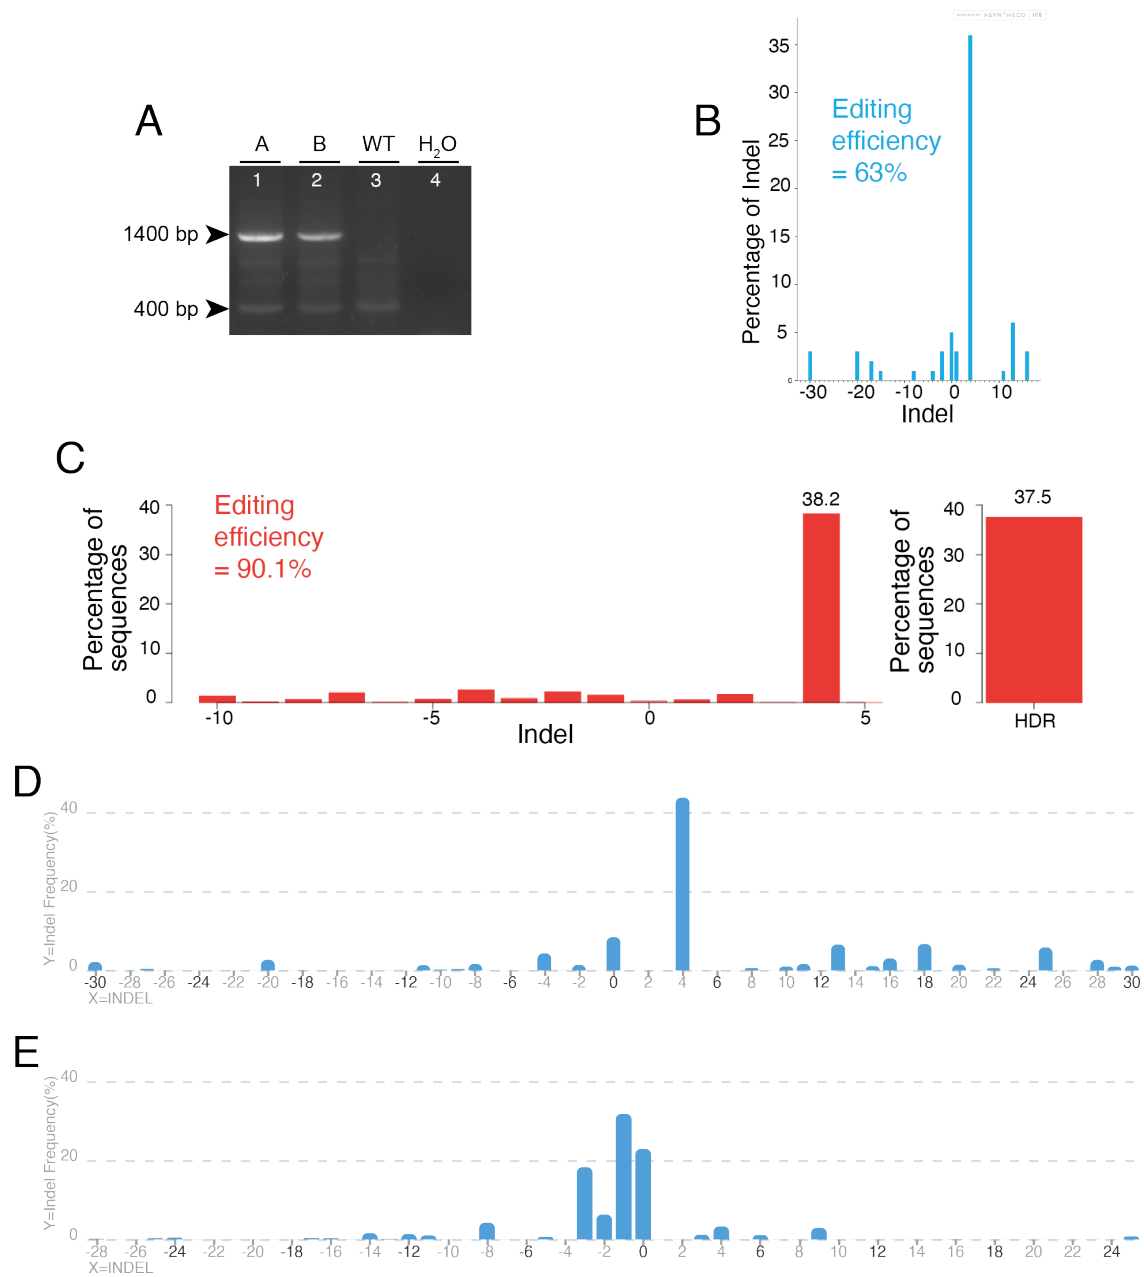 A
A B WT H2O
1 2 3 4
1400 bp
400 bp
B
SYNTHEGO ICE
Editing
efficiency
= 63%
Percentage of Indel
35
30
25
20
15
10
5
0
-30 -20 -10 0 10
Indel
C
Percentage of
sequences
40
30
20
10
0
Editing
efficiency
= 90.1%
38.2
-10 -5 0 5
Indel
Percentage of
sequences
40
30
20
10
0
37.5
HDR
D
Y=Indel Frequency(%)
40
20
0
-30 -28 -26 -24 -22 -20 -18 -16 -14 -12 -10 -8 -6 -4 -2 0 2 4 6 8 10 12 14 16 18 20 22 24 26 28 30
X=INDEL
E
Y=Indel Frequency(%)
40
20
0
-28 -26 -24 -22 -20 -18 -16 -14 -12 -10 -8 -6 -4 -2 0 2 4 6 8 10 12 14 16 18 20 22 24
X=INDEL